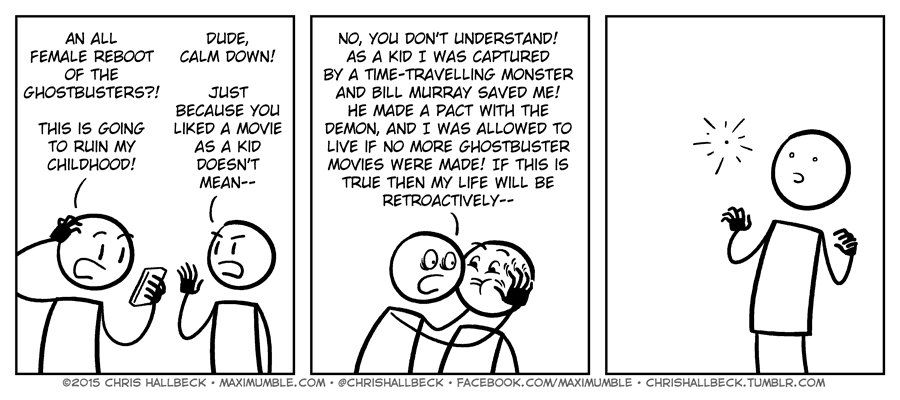 AN ALL
FEMALE REBOOT
OF THE
GHOSTBUSTERS?!
THIS IS GOING
TO RUIN MY
CHILDHOOD!
DUDE,
CALM DOWN!
JUST
BECAUSE YOU
LIKED A MOVIE
AS A KID
DOESN'T
MEAN--
NO, YOU DON'T UNDERSTAND!
AS A KID I WAS CAPTURED
BY A TIME-TRAVELLING MONSTER
AND BILL MURRAY SAVED ME!
HE MADE A PACT WITH THE
DEMON, AND I WAS ALLOWED TO
LIVE IF NO MORE GHOSTBUSTER
MOVIES WERE MADE! IF THIS IS
TRUE THEN MY LIFE WILL BE
RETROACTIVELY--
©2015 CHRIS HALLBECK • MAXIMUMBLE.COM • @CHRISHALLBECK • FACEBOOK.COM/MAXIMUMBLE • CHRISHALLBECK.TUMBLR.COM